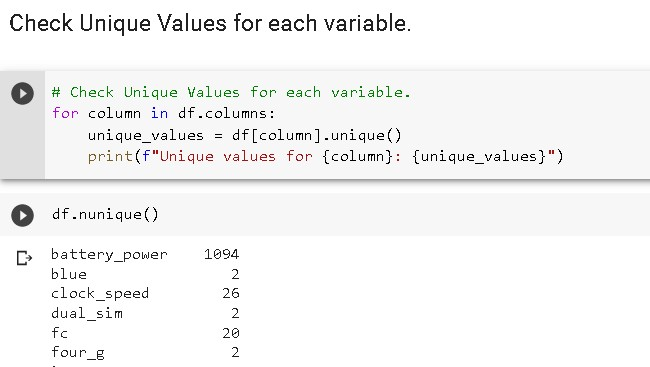 Check Unique Values for each variable.
# Check Unique Values for each variable.
for column in df.columns:
    unique_values = df[column].unique()
    print(f"Unique values for {column}: {unique_values}")
df.nunique()
battery_power 1094
blue 2
clock_speed 26
dual_sim 2
fc 20
four_g 2